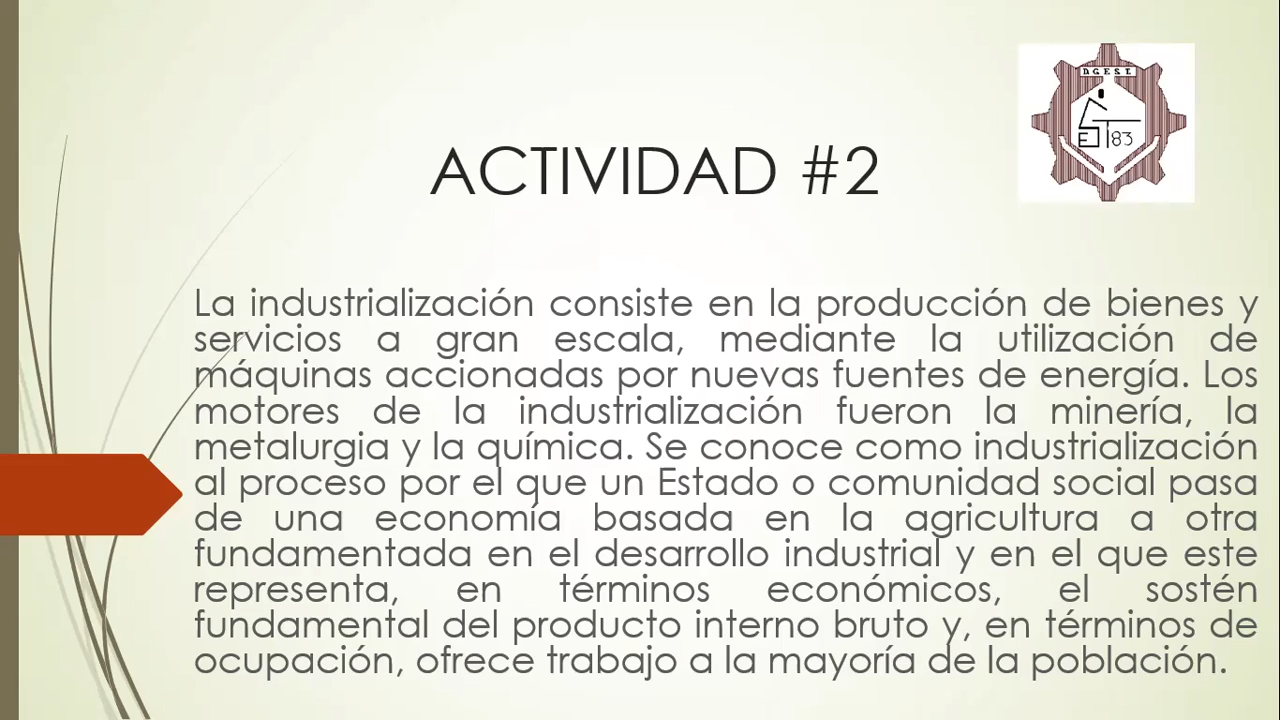 D G E S E
EST 83
ACTIVIDAD #2
La industrialización consiste en la producción de bienes y
servicios a gran escala, mediante la utilización de
máquinas accionadas por nuevas fuentes de energía. Los
motores de la industrialización fueron la minería, la
metalurgia y la química. Se conoce como industrialización
al proceso por el que un Estado o comunidad social pasa
de una economía basada en la agricultura a otra
fundamentada en el desarrollo industrial y en el que este
representa, en términos económicos, el sostén
fundamental del producto interno bruto y, en términos de
ocupación, ofrece trabajo a la mayoría de la población.